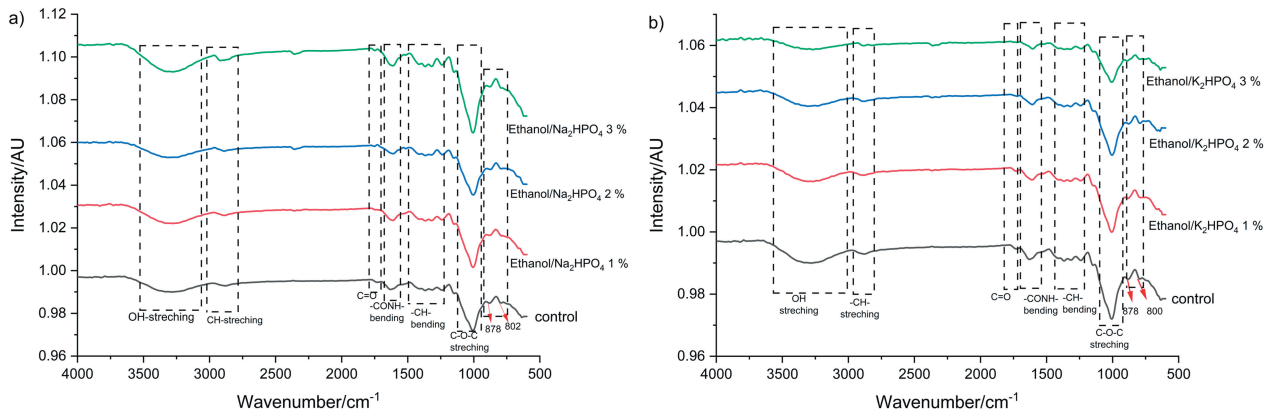 a)
1.12
1.10
1.08
1.06
1.04
1.02
1.00
0.98
0.96
Intensity/AU
4000 3500 3000 2500 2000 1500 1000 500
Wavenumber/cm⁻¹
Ethanol/Na₂HPO₄ 3 %
Ethanol/Na₂HPO₄ 2 %
Ethanol/Na₂HPO₄ 1 %
control
OH-streching
CH-streching
C=O
-CONH-
bending
-CH-
bending
C-O-C
streching
878
802
b)
1.06
1.04
1.02
1.00
0.98
0.96
Intensity/AU
4000 3500 3000 2500 2000 1500 1000 500
Wavenumber/cm⁻¹
Ethanol/K₂HPO₄ 3 %
Ethanol/K₂HPO₄ 2 %
Ethanol/K₂HPO₄ 1 %
control
OH
streching
-CH-
streching
C=O
-CONH-
bending
-CH-
bending
C-O-C
streching
878
800